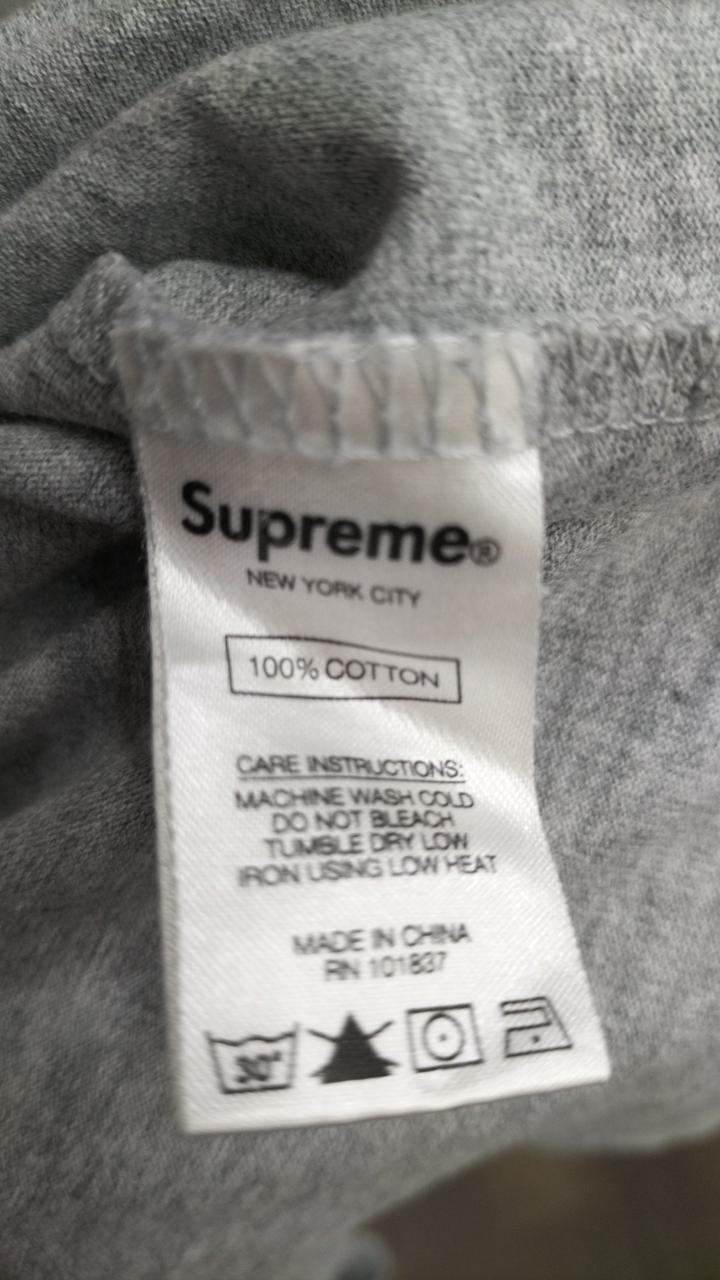 Supreme®
NEW YORK CITY
100% COTTON
CARE INSTRUCTIONS:
MACHINE WASH COLD
DO NOT BLEACH
TUMBLE DRY LOW
IRON USING LOW HEAT
MADE IN CHINA
RN 101837
30°